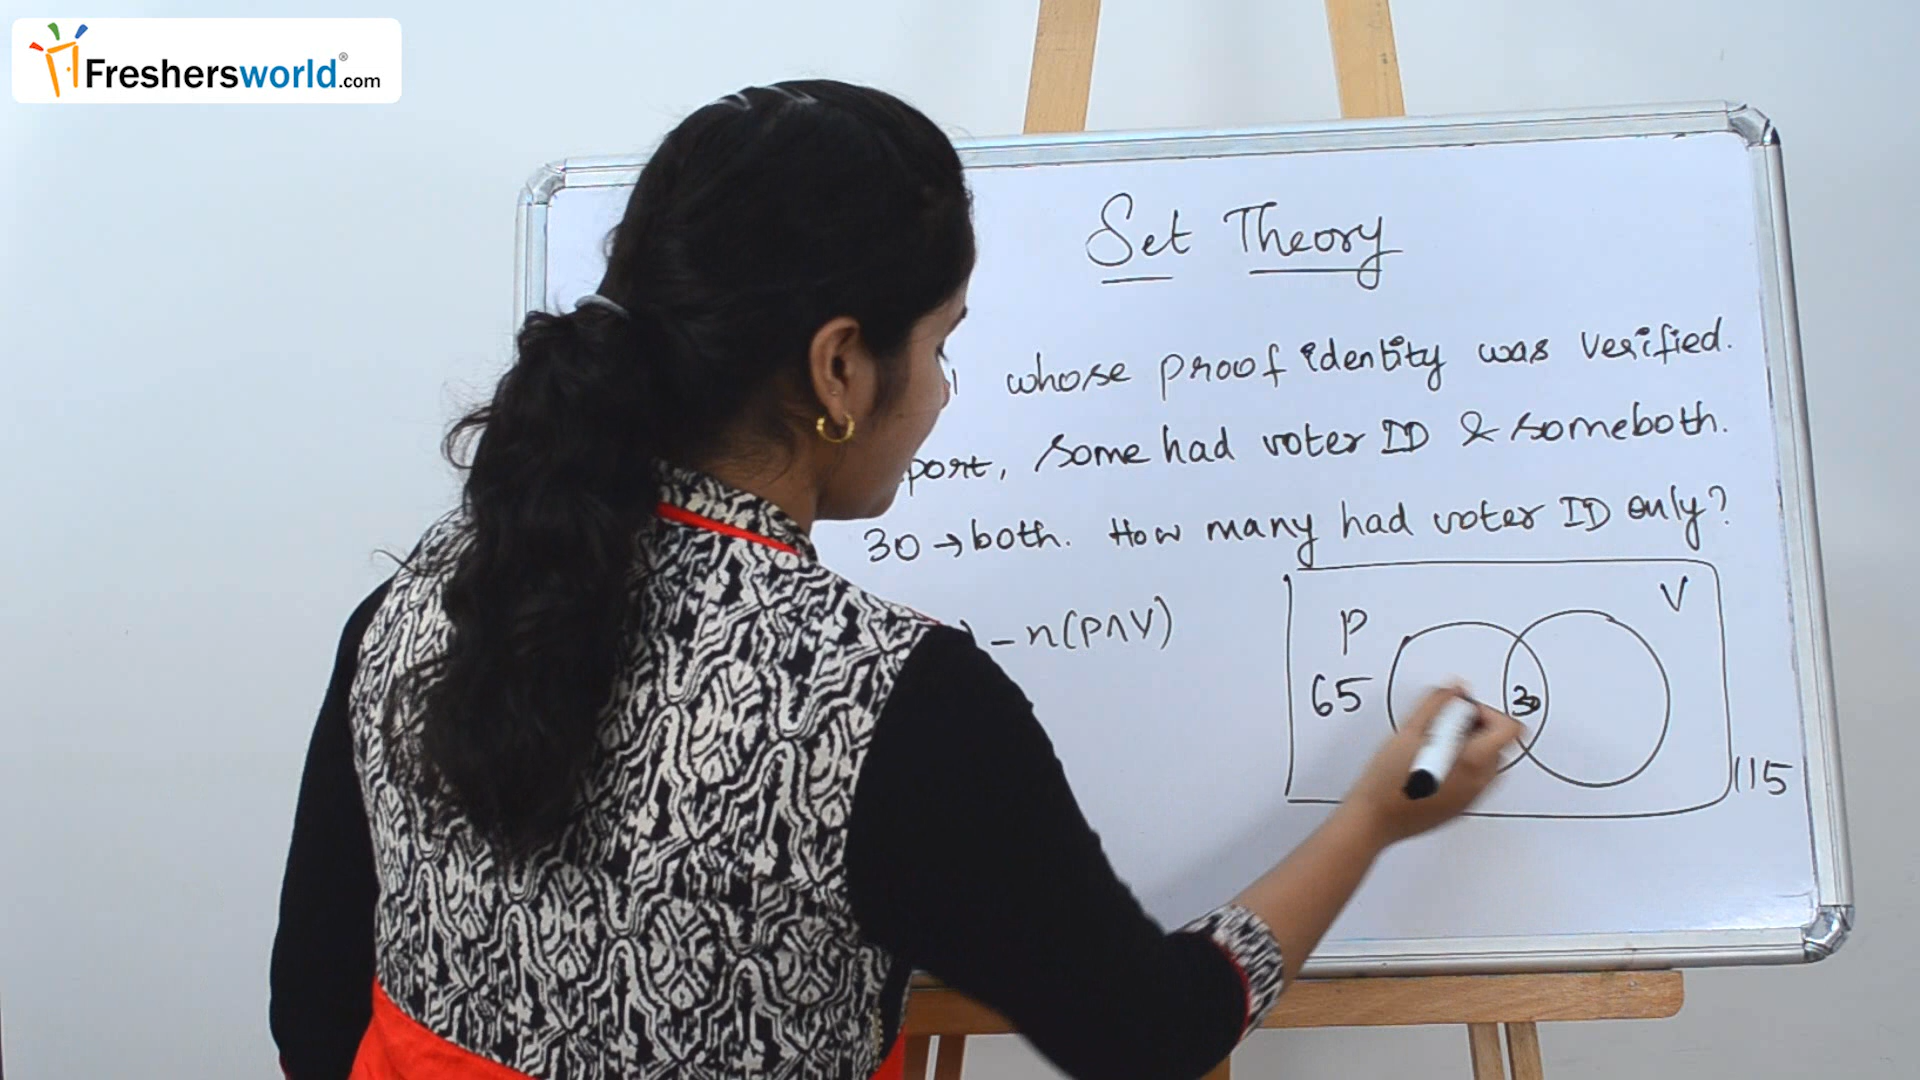 Freshersworld.com
Set Theory
whose proof identity was verified.
port, some had voter ID & some both.
30 → both. How many had voter ID only?
) - n(P∩V)
P
V
65
30
115